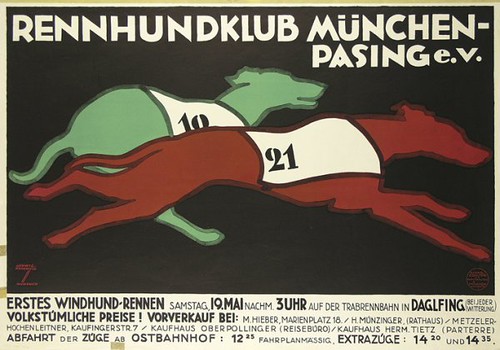 RENNHUNDKLUB MÜNCHEN-
PASING e.V.
19
21
ERSTES WINDHUND-RENNEN SAMSTAG, 19. MAI NACHM. 3 UHR AUF DER TRABRENNBAHN IN DAGLFING (BEI JEDER WITTERUNG)
VOLKSTÜMLICHE PREISE! VORVERKAUF BEI: M. HIEBER, MARIENPLATZ 18. / H. MÜNZINGER, (RATHAUS) / METZELER-
HOCHENLEITNER, KAUFINGERSTR. 7 / KAUFHAUS OBERPOLLINGER (REISEBÜRO) / KAUFHAUS HERM. TIETZ (PARTERRE)
ABFAHRT DER ZÜGE AB OSTBAHNHOF: 12 25 FAHRPLANMÄSSIG, EXTRAZÜGE: 14 20 UND 14 35